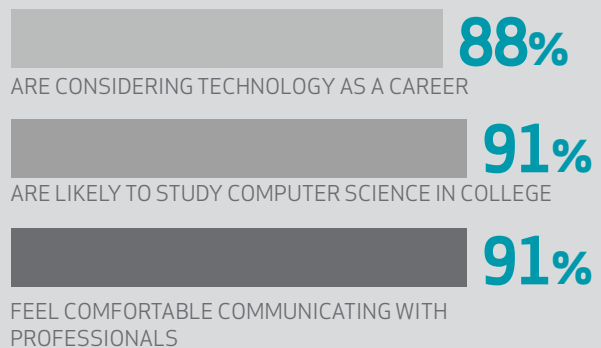 88%
ARE CONSIDERING TECHNOLOGY AS A CAREER
91%
ARE LIKELY TO STUDY COMPUTER SCIENCE IN COLLEGE
91%
FEEL COMFORTABLE COMMUNICATING WITH
PROFESSIONALS